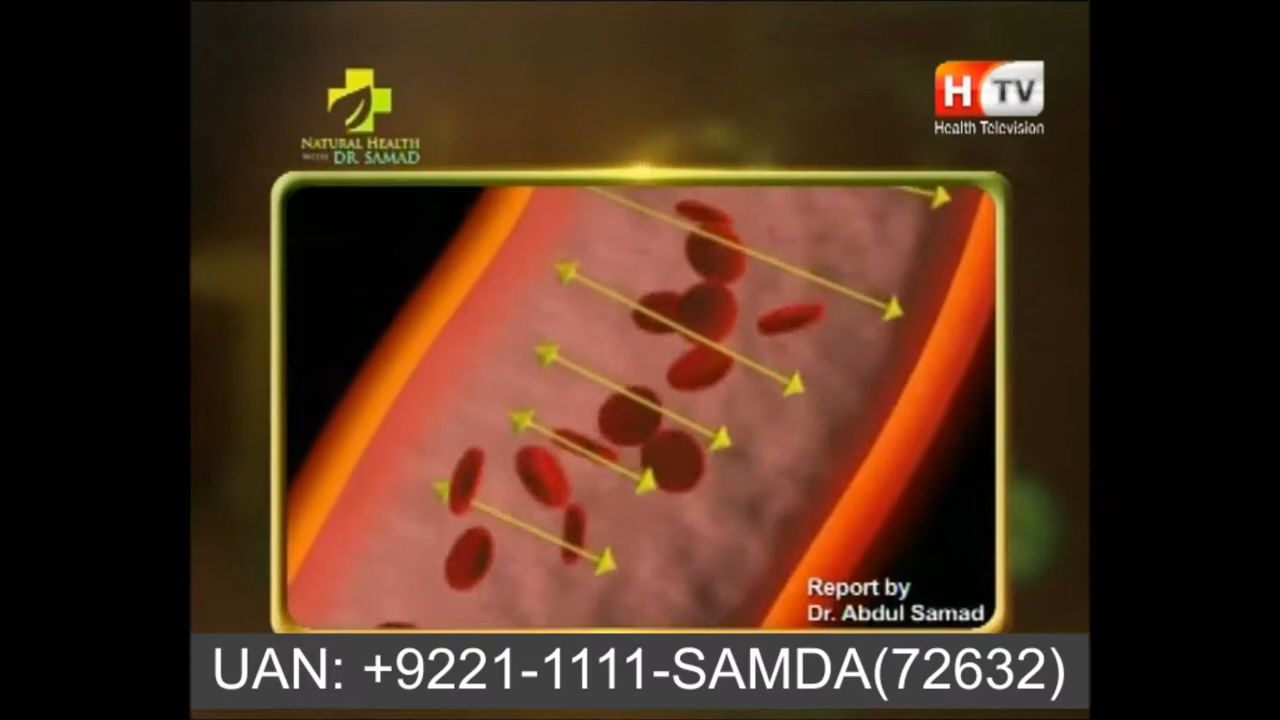 NATURAL HEALTH
WITH DR. SAMAD
H TV
Health Television
Report by
Dr. Abdul Samad
UAN: +9221-1111-SAMDA(72632)